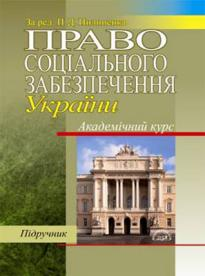 За ред. П. Д. Пилипенка
ПРАВО
СОЦІАЛЬНОГО
ЗАБЕЗПЕЧЕННЯ
України
Академічний курс
Підручник